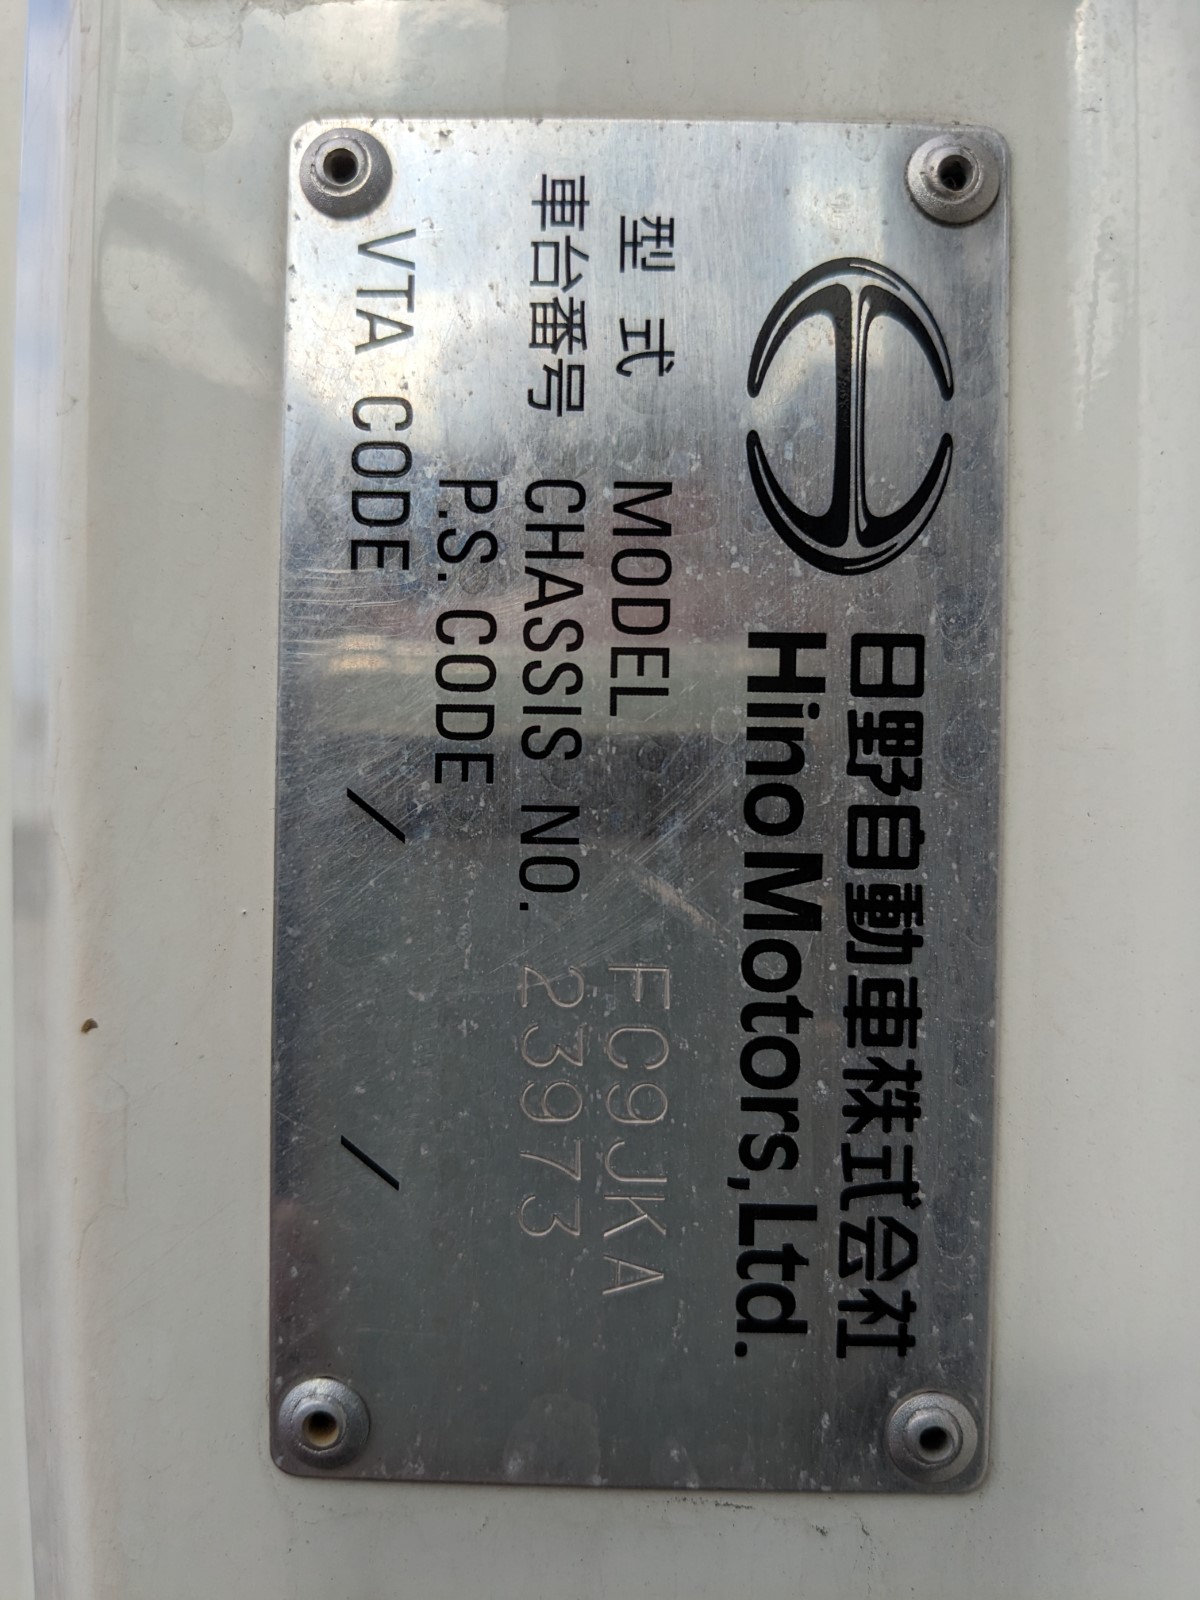 日野自動車株式会社
Hino Motors, Ltd.
型式 MODEL FC9JKA
車台番号 CHASSIS NO. 23973
P.S. CODE
VTA CODE / /